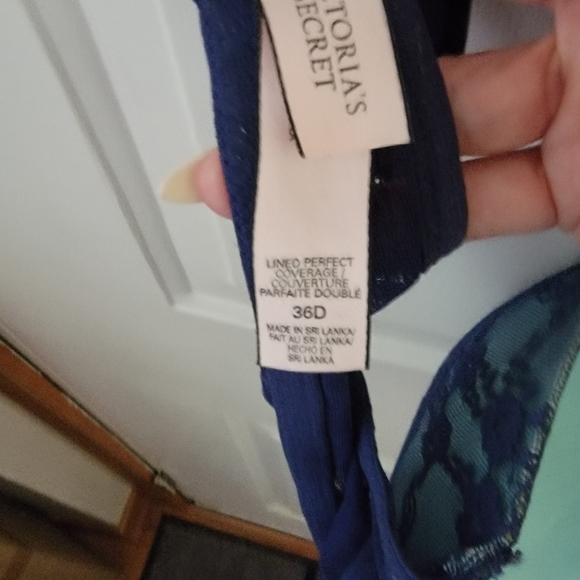 TORIA'S
ECRET
LINED PERFECT
COVERAGE /
COUVERTURE
PARFAITE DOUBLÉ
36D
MADE IN SRI LANKA/
FAIT AU SRI LANKA/
HECHO EN
SRI LANKA